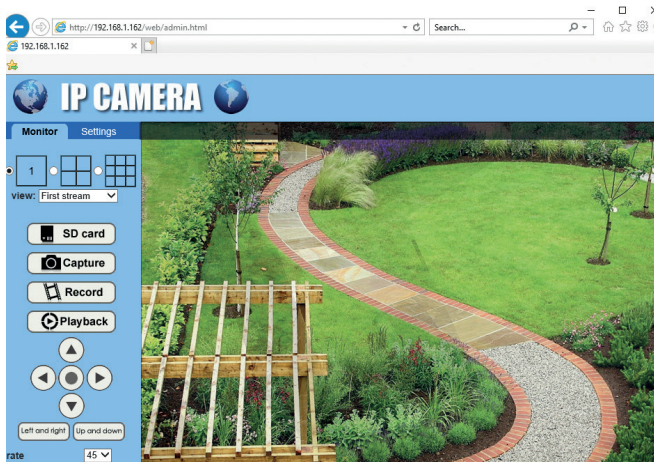 http://192.168.1.162/web/admin.html
Search...
192.168.1.162
IP CAMERA
Monitor
Settings
1
view: First stream
SD card
Capture
Record
Playback
Left and right
Up and down
rate
45